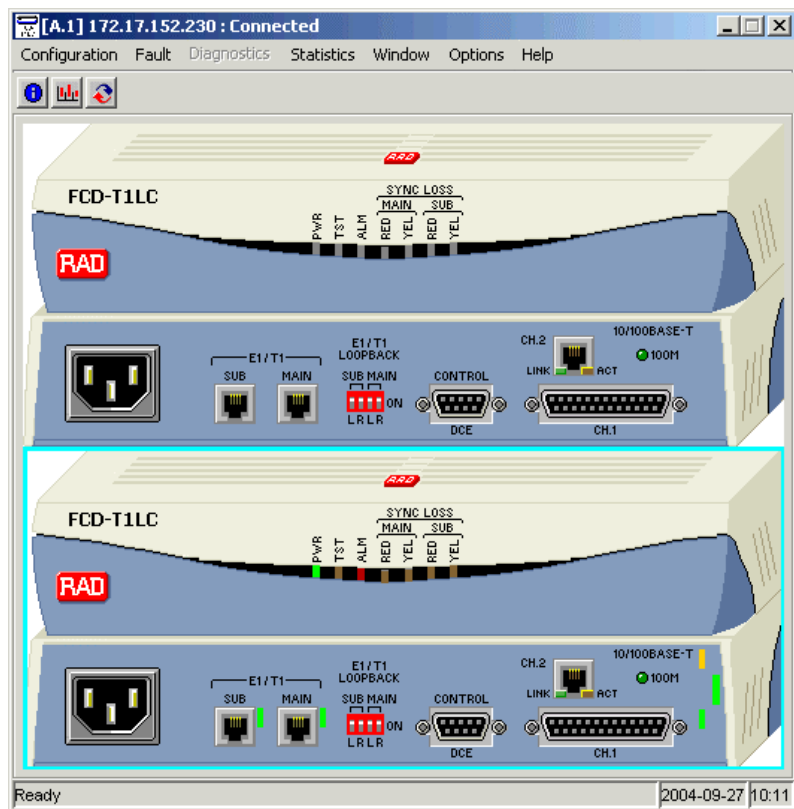 [A.1] 172.17.152.230 : Connected
Configuration Fault Diagnostics Statistics Window Options Help
RAD
FCD-T1LC
SYNC LOSS
MAIN SUB
PWR TST ALM RED YEL RED YEL
RAD
E1/T1
SUB MAIN
E1/T1
LOOPBACK
SUB MAIN
ON
L R L R
CONTROL
DCE
CH.2
LINK ACT
10/100BASE-T
100M
CH.1
RAD
FCD-T1LC
SYNC LOSS
MAIN SUB
PWR TST ALM RED YEL RED YEL
RAD
E1/T1
SUB MAIN
E1/T1
LOOPBACK
SUB MAIN
ON
L R L R
CONTROL
DCE
CH.2
LINK ACT
10/100BASE-T
100M
CH.1
Ready 2004-09-27 10:11